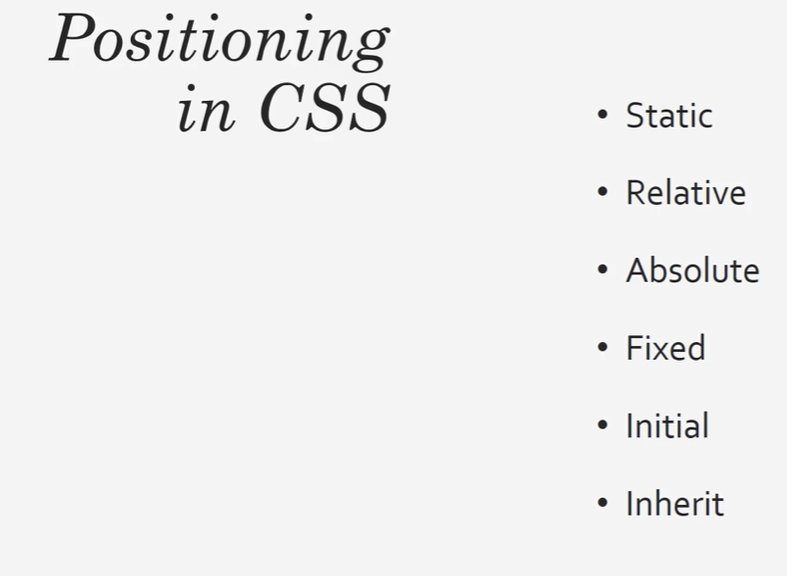 Positioning
in CSS
• Static
• Relative
• Absolute
• Fixed
• Initial
• Inherit